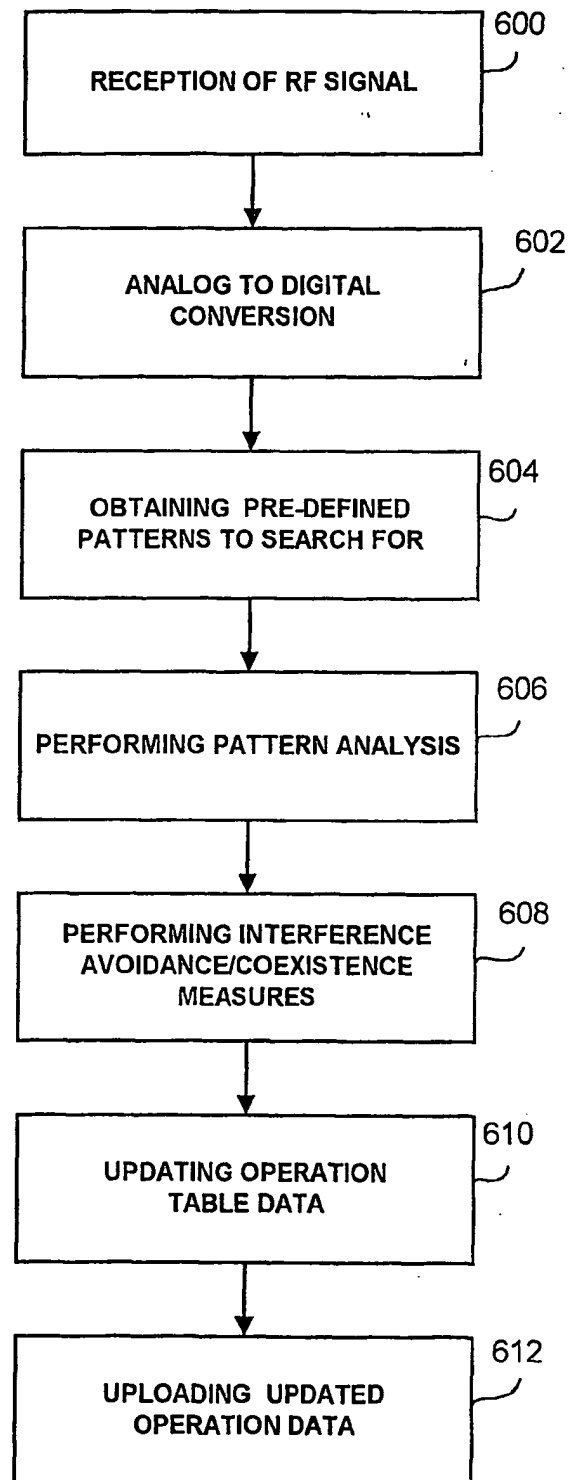 600
RECEPTION OF RF SIGNAL
602
ANALOG TO DIGITAL
CONVERSION
604
OBTAINING PRE-DEFINED
PATTERNS TO SEARCH FOR
606
PERFORMING PATTERN ANALYSIS
608
PERFORMING INTERFERENCE
AVOIDANCE/COEXISTENCE
MEASURES
610
UPDATING OPERATION
TABLE DATA
612
UPLOADING UPDATED
OPERATION DATA